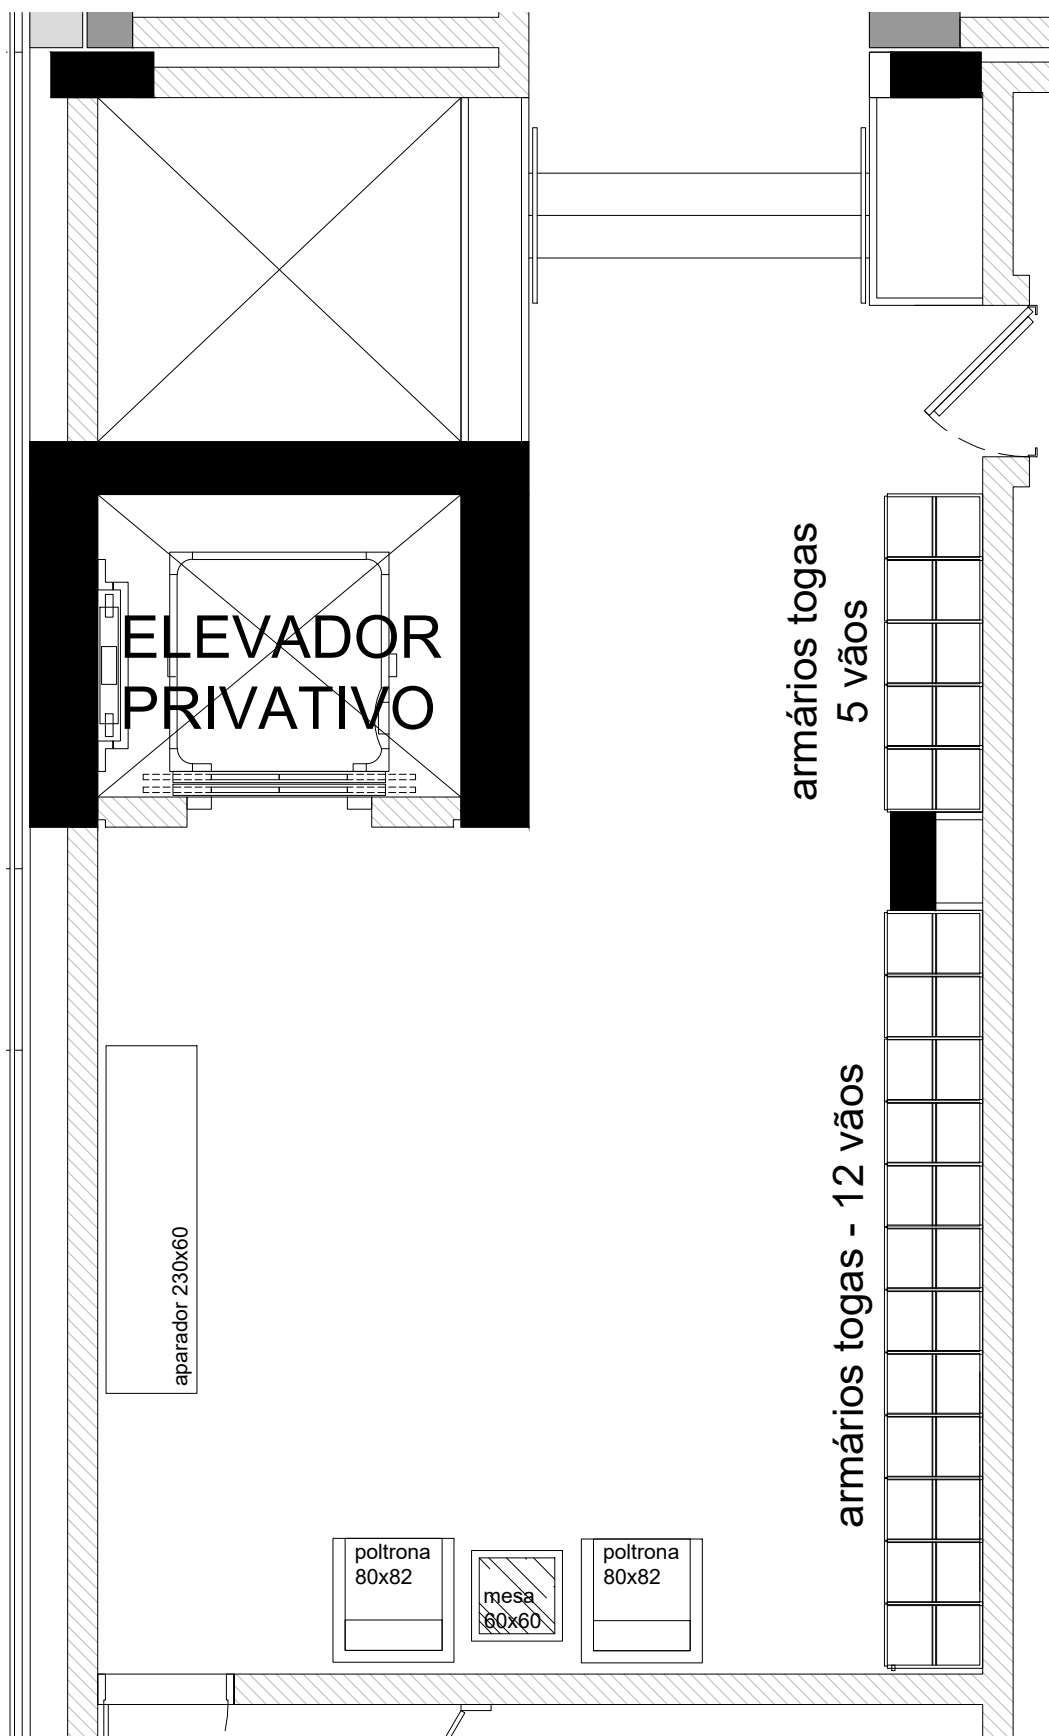 ELEVADOR
PRIVATIVO
armários togas
5 vãos
armários togas - 12 vãos
aparador 230x60
poltrona
80x82
mesa
60x60
poltrona
80x82